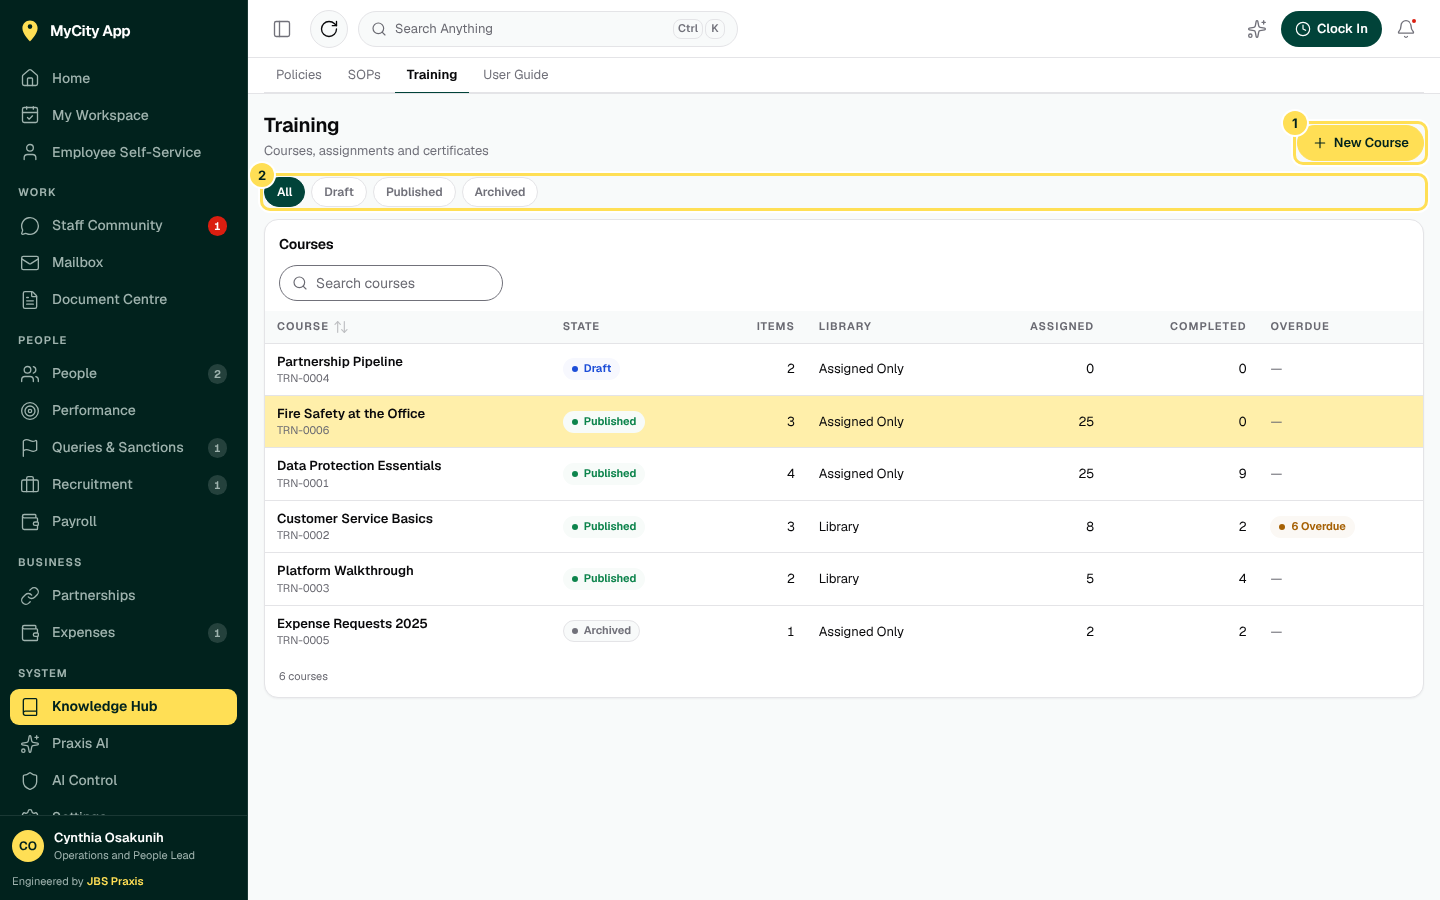 MyCity App
Home
My Workspace
Employee Self-Service
WORK
Staff Community 1
Mailbox
Document Centre
PEOPLE
People 2
Performance
Queries & Sanctions 1
Recruitment 1
Payroll
BUSINESS
Partnerships
Expenses 1
SYSTEM
Knowledge Hub
Praxis AI
AI Control
CO Cynthia Osakunih
Operations and People Lead
Engineered by JBS Praxis
Search Anything Ctrl K
Clock In
Policies SOPs Training User Guide
Training
Courses, assignments and certificates
1
+ New Course
2
All Draft Published Archived
Courses
Search courses
COURSE STATE ITEMS LIBRARY ASSIGNED COMPLETED OVERDUE
Partnership Pipeline
TRN-0004
Draft 2 Assigned Only 0 0 —
Fire Safety at the Office
TRN-0006
Published 3 Assigned Only 25 0 —
Data Protection Essentials
TRN-0001
Published 4 Assigned Only 25 9 —
Customer Service Basics
TRN-0002
Published 3 Library 8 2 6 Overdue
Platform Walkthrough
TRN-0003
Published 2 Library 5 4 —
Expense Requests 2025
TRN-0005
Archived 1 Assigned Only 2 2 —
6 courses